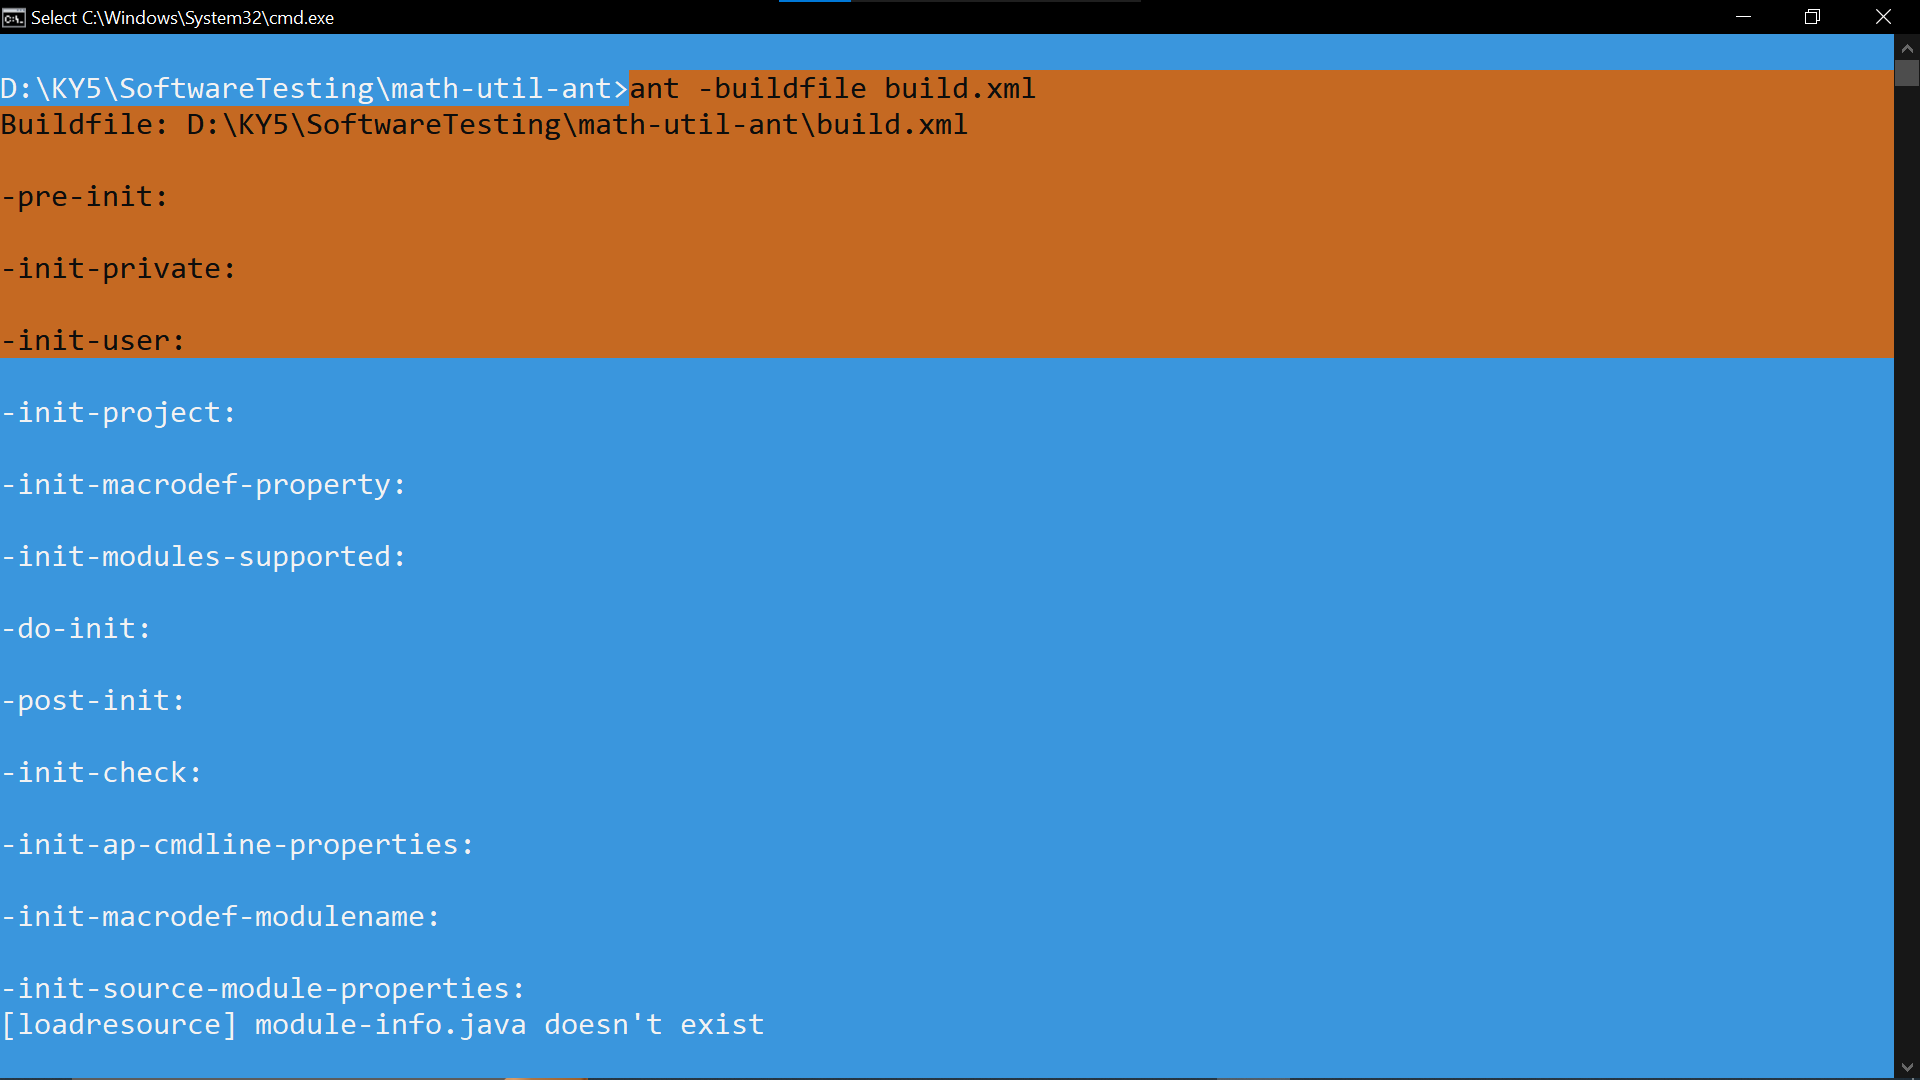 Select C:\Windows\System32\cmd.exe
D:\KY5\SoftwareTesting\math-util-ant>ant -buildfile build.xml
Buildfile: D:\KY5\SoftwareTesting\math-util-ant\build.xml
-pre-init:
-init-private:
-init-user:
-init-project:
-init-macrodef-property:
-init-modules-supported:
-do-init:
-post-init:
-init-check:
-init-ap-cmdline-properties:
-init-macrodef-modulename:
-init-source-module-properties:
[loadresource] module-info.java doesn't exist